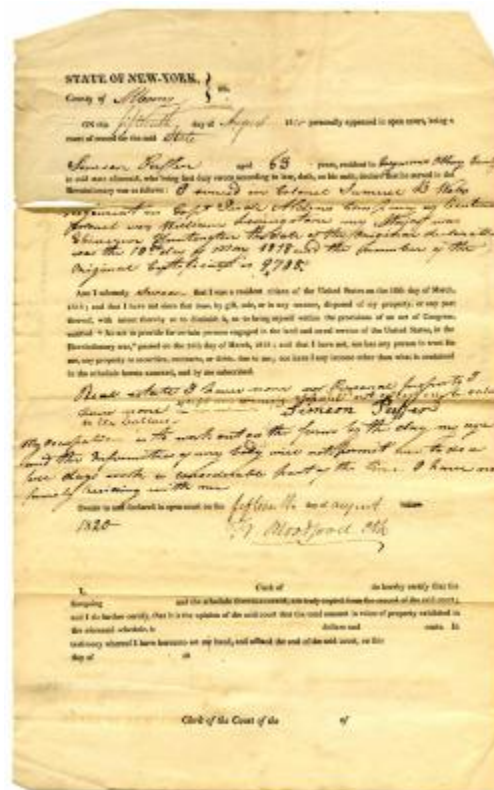 STATE OF NEW-YORK, } ss.
County of Albany
ON this fifteenth day of August 1820 personally appeared in open court, being a
court of record for the said State
Simeon Tuffer aged 63 years, resident in Albany County
in said state aforesaid, who being first duly sworn according to law, doth, on his oath, declare that he served in the
Revolutionary war as follows: I served in Colonel Samuel B Webs
regiment in Capt my Lieutenant
Colonel was William Livingston my Major was
Ebenezer Huntington the date of the original declaration
was the 18th day of May 1818 and the number of the
Original Certificate is 9705.
And I solemnly swear that I was a resident citizen of the United States on the 18th day of March,
1818; and that I have not since that time, by gift, sale, or in any manner, disposed of my property, or any part
thereof, with intent thereby so to diminish it, as to bring myself within the provisions of an act of Congress,
entitled "An act to provide for certain persons engaged in the land and naval service of the United States, in the
Revolutionary war," passed on the 18th day of March, 1818; and that I have not, nor has any person in trust for
me, any property or securities, contracts, or debts, due to me; nor have I any income other than what is contained
in the schedule hereto annexed, and by me subscribed.
Real estate I have none nor Personal property I
have none
Simeon Tuffer
My occupation is to work out on the farms by the day my age
and the infirmities of my body will not permit me to do a
days work a considerable part of the time I have no
family residing with me
Sworn to and declared in open court on the fifteenth day of august
1820
I, Clerk of do hereby certify that the
foregoing and the schedule thereto annexed, are truly copied from the record of the said court;
and I do further certify, that it is the opinion of the said court that the total amount in value of property exhibited in
the aforesaid schedule, is dollars and cents. In
testimony whereof I have hereunto set my hand, and affixed the seal of the said court, on this
day of
Clerk of the Court of the of